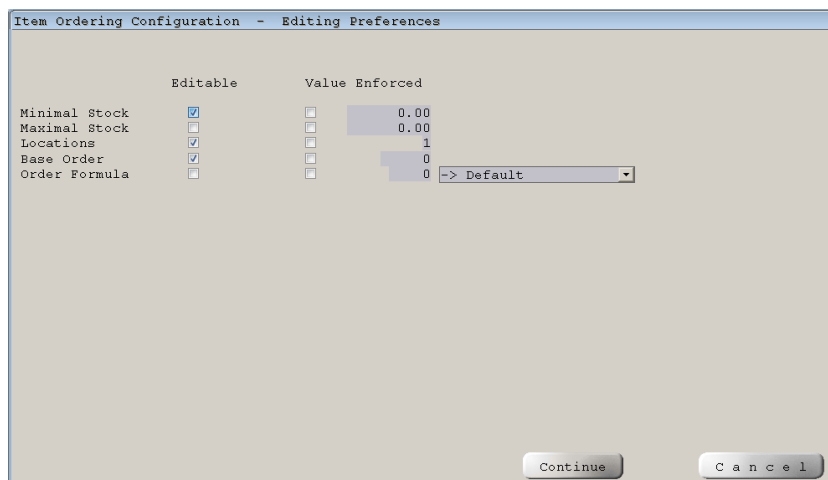 Item Ordering Configuration - Editing Preferences
Editable Value Enforced
Minimal Stock 0.00
Maximal Stock 0.00
Locations 1
Base Order 0
Order Formula 0 -> Default
Continue C a n c e l